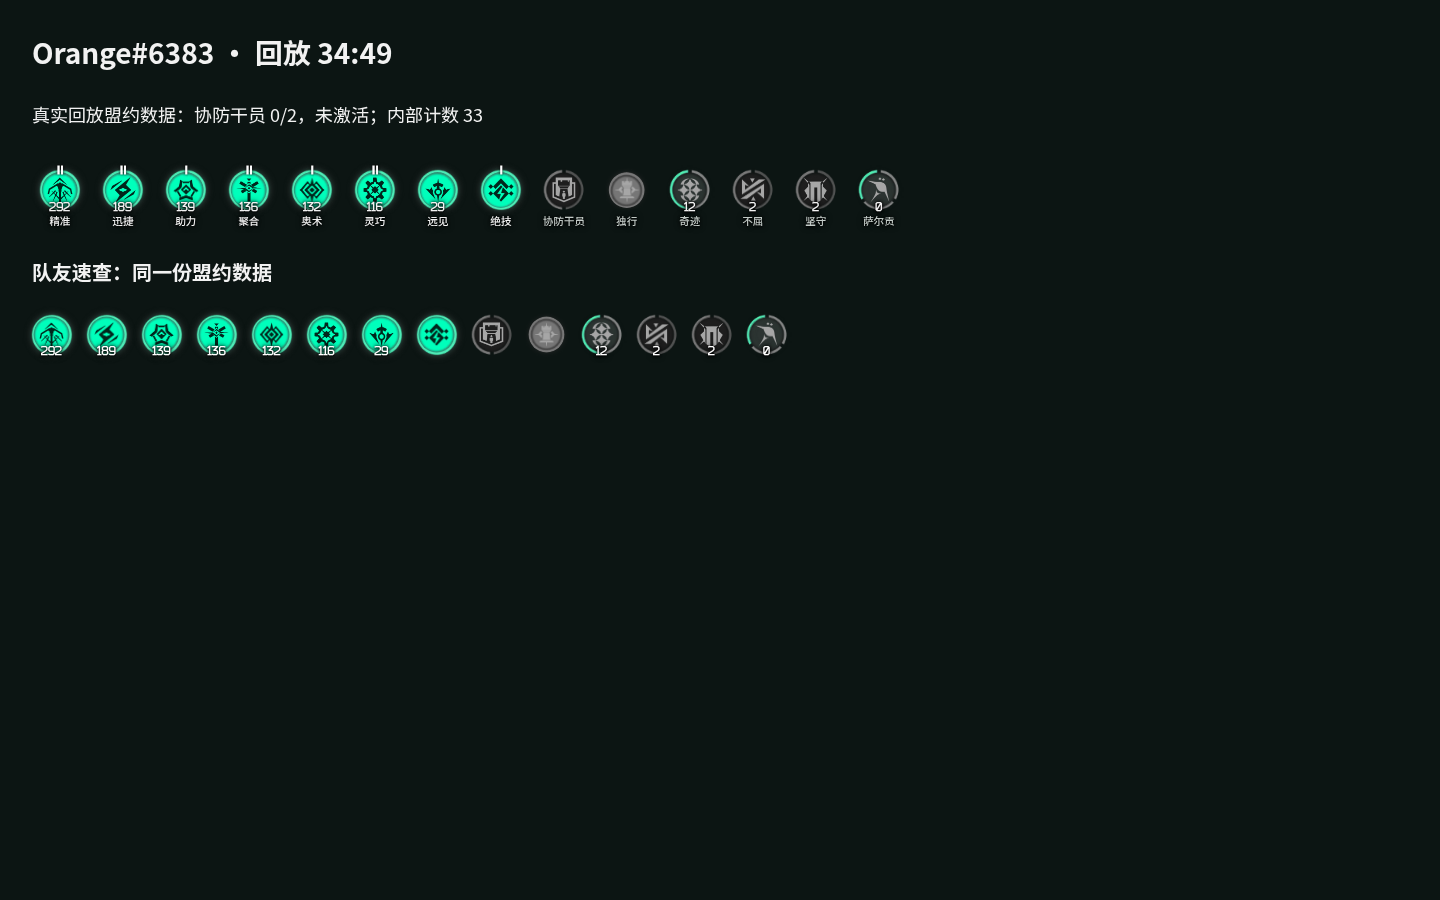 Orange#6383 · 回放 34:49
真实回放盟约数据：协防干员 0/2，未激活；内部计数 33
292 189 139 136 132 116 29 12 2 2 0
精准 迅捷 助力 聚合 奥术 灵巧 远见 绝技 协防干员 独行 奇迹 不屈 坚守 萨尔贡
队友速查：同一份盟约数据
292 189 139 136 132 116 29 12 2 2 0